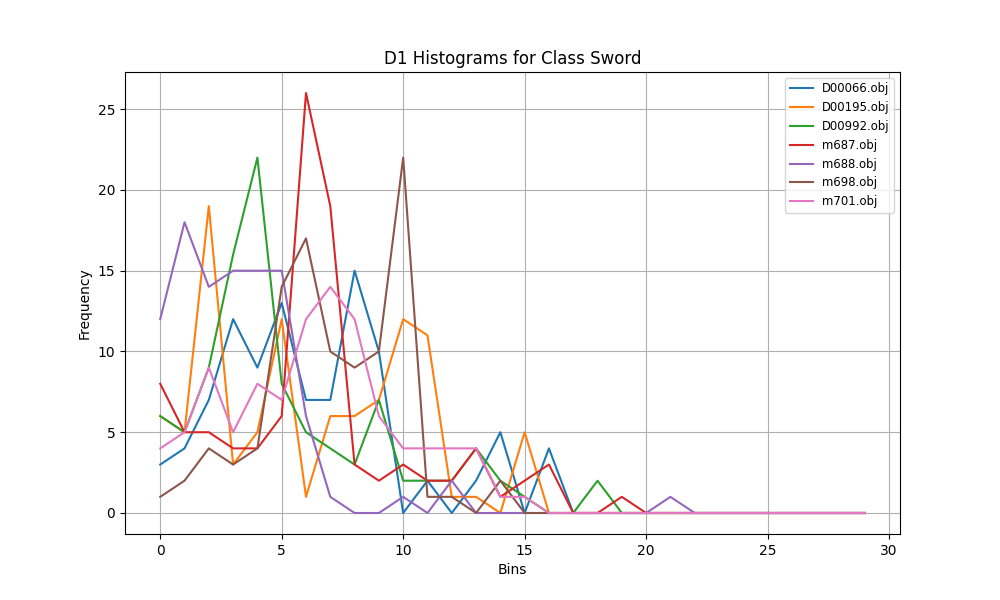 D1 Histograms for Class Sword
D00066.obj
D00195.obj
D00992.obj
m687.obj
m688.obj
m698.obj
m701.obj
Frequency
25
20
15
10
5
0
0 5 10 15 20 25 30
Bins